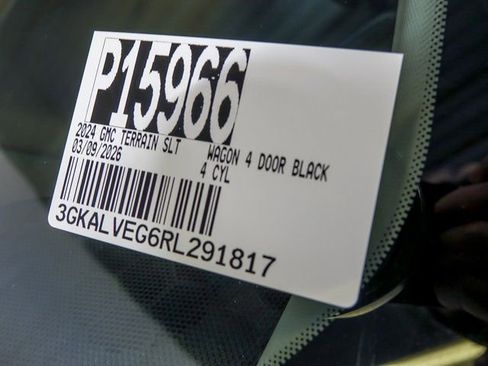 P15966
2024 GMC TERRAIN SLT WAGON 4 DOOR BLACK
03/09/2026 4 CYL
3GKALVEG6RL291817